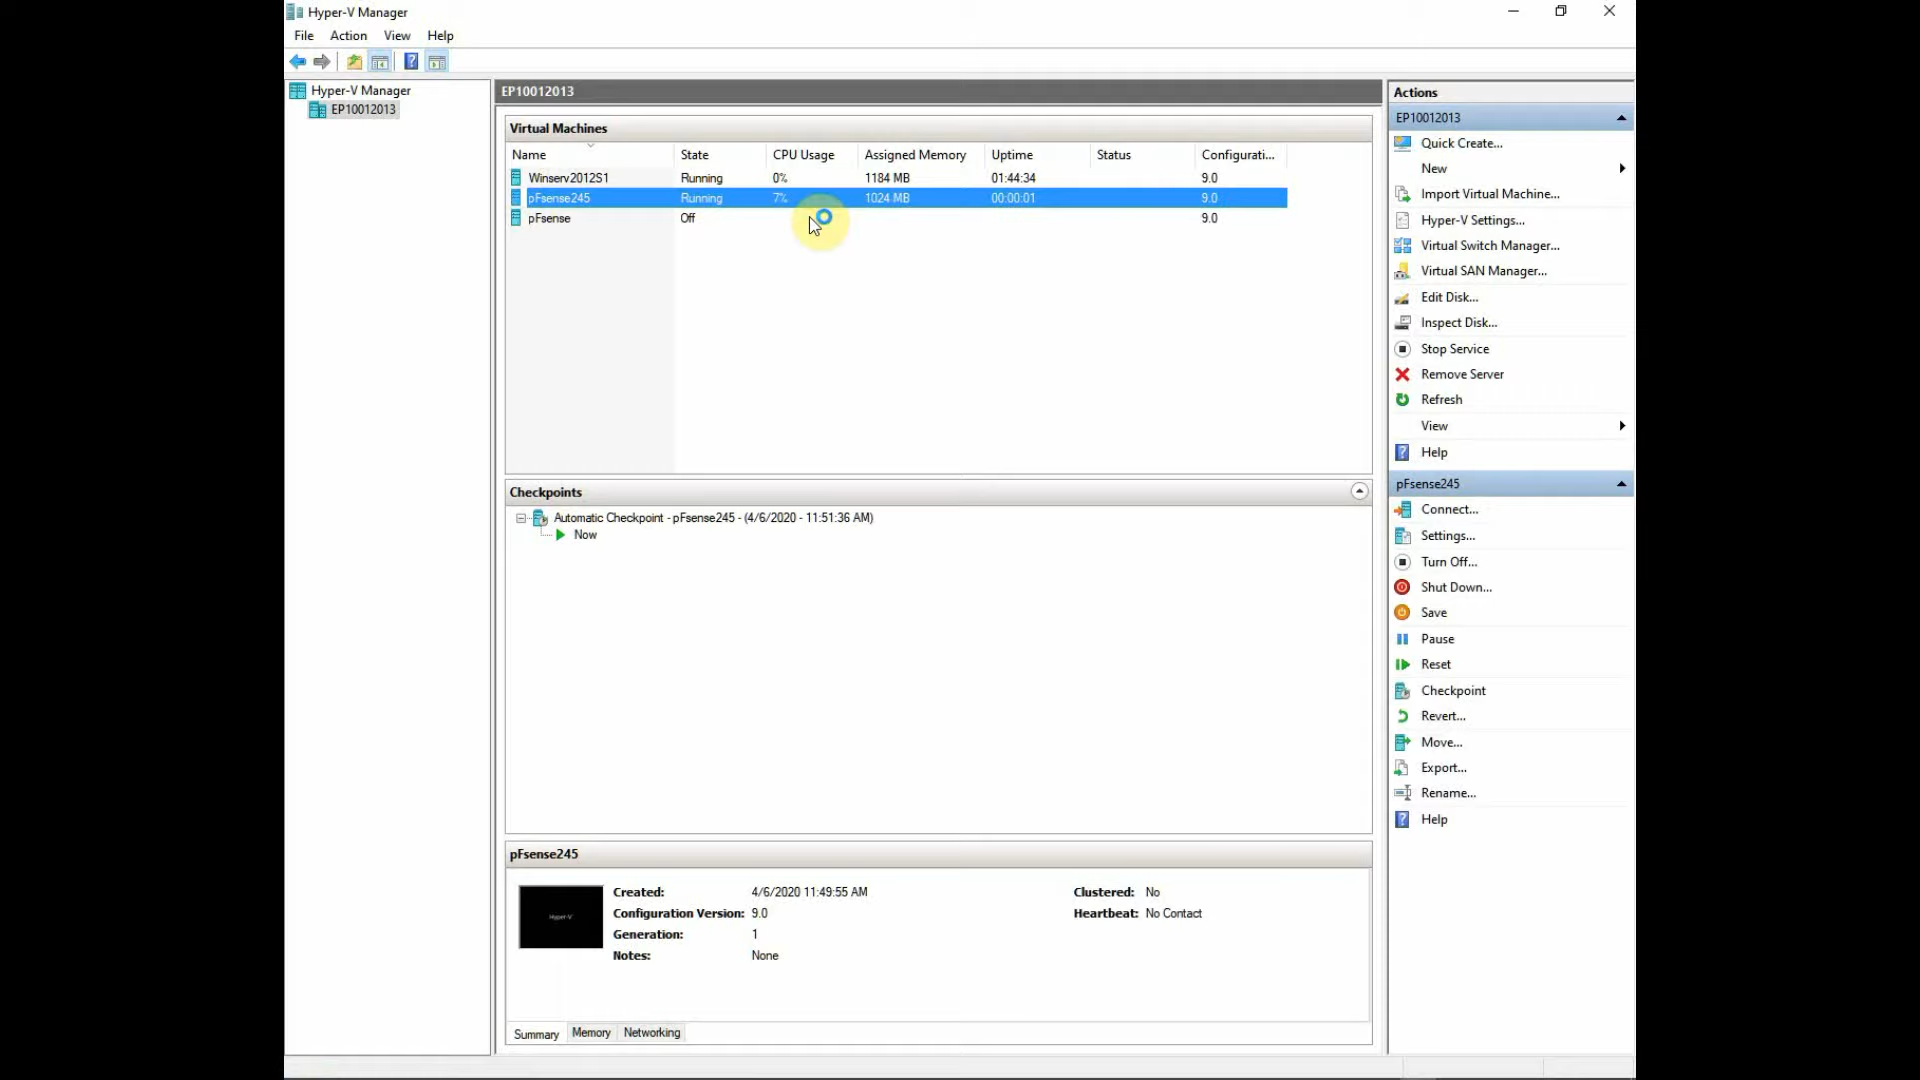 Hyper-V Manager
File Action View Help
Hyper-V Manager
EP10012013
EP10012013
Virtual Machines
Name State CPU Usage Assigned Memory Uptime Status Configurati...
Winserv2012S1 Running 0% 1184 MB 01:44:34 9.0
pFsense245 Running 7% 1024 MB 00:00:01 9.0
pFsense Off 9.0
Checkpoints
Automatic Checkpoint - pFsense245 - (4/6/2020 - 11:51:36 AM)
Now
pFsense245
Hyper-V
Created: 4/6/2020 11:49:55 AM Clustered: No
Configuration Version: 9.0 Heartbeat: No Contact
Generation: 1
Notes: None
Summary Memory Networking
Actions
EP10012013
Quick Create...
New
Import Virtual Machine...
Hyper-V Settings...
Virtual Switch Manager...
Virtual SAN Manager...
Edit Disk...
Inspect Disk...
Stop Service
Remove Server
Refresh
View
Help
pFsense245
Connect...
Settings...
Turn Off...
Shut Down...
Save
Pause
Reset
Checkpoint
Revert...
Move...
Export...
Rename...
Help